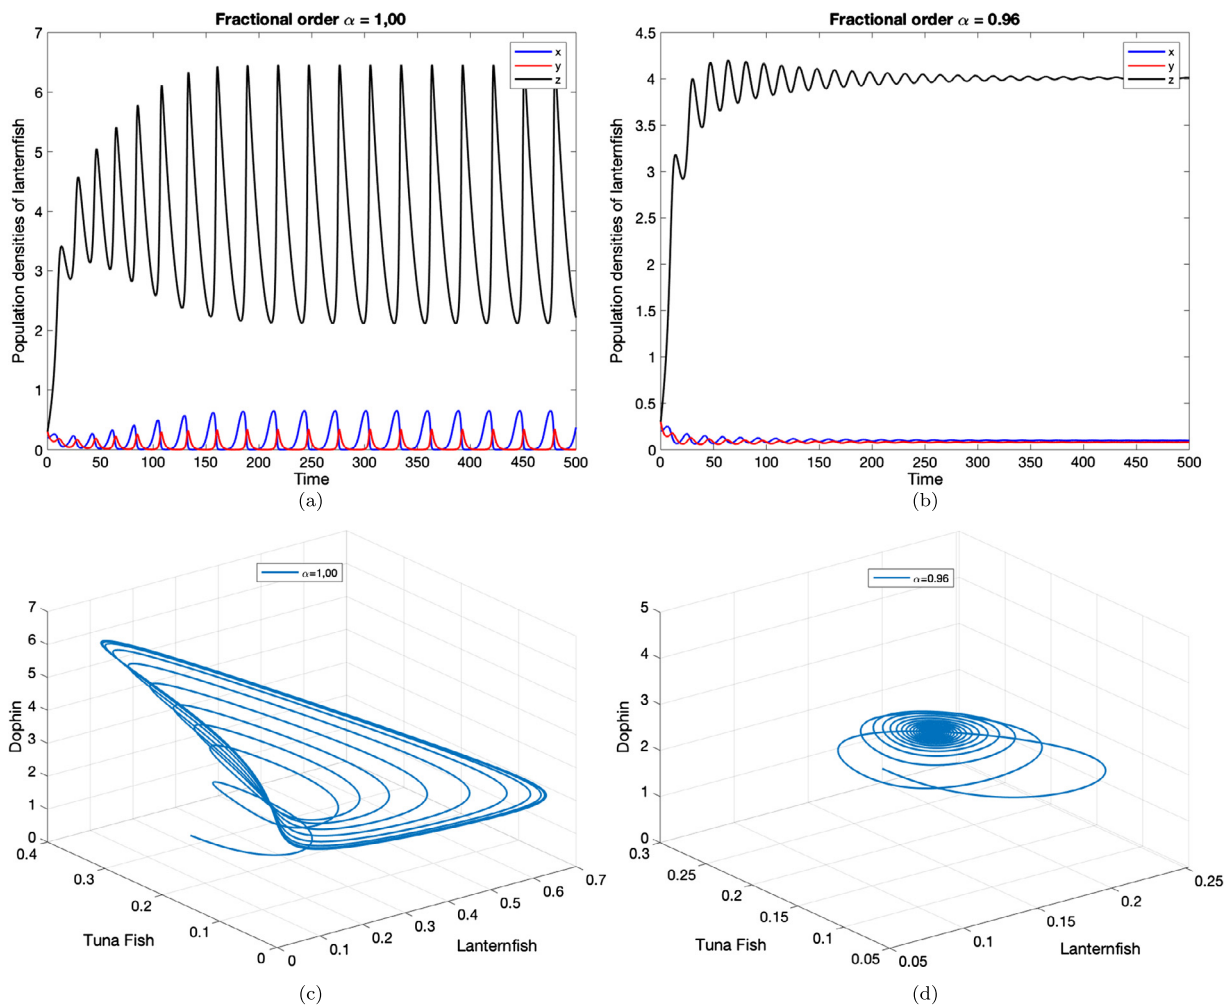 Fractional order α = 1,00
Population densities of lanternfish
7
6
5
4
3
2
1
0
x
y
z
0 50 100 150 200 250 300 350 400 450 500
Time
(a)
Fractional order α = 0.96
Population densities of lanternfish
4.5
4
3.5
3
2.5
2
1.5
1
0.5
0
x
y
z
0 50 100 150 200 250 300 350 400 450 500
Time
(b)
α=1,00
Dophin
7
6
5
4
3
2
1
0
0.4
0.3
0.2
0.1
0
Tuna Fish
0 0.1 0.2 0.3 0.4 0.5 0.6 0.7
Lanternfish
(c)
α=0.96
Dophin
5
4
3
2
1
0
0.3
0.25
0.2
0.15
0.1
0.05
Tuna Fish
0.05 0.1 0.15 0.2 0.25
Lanternfish
(d)